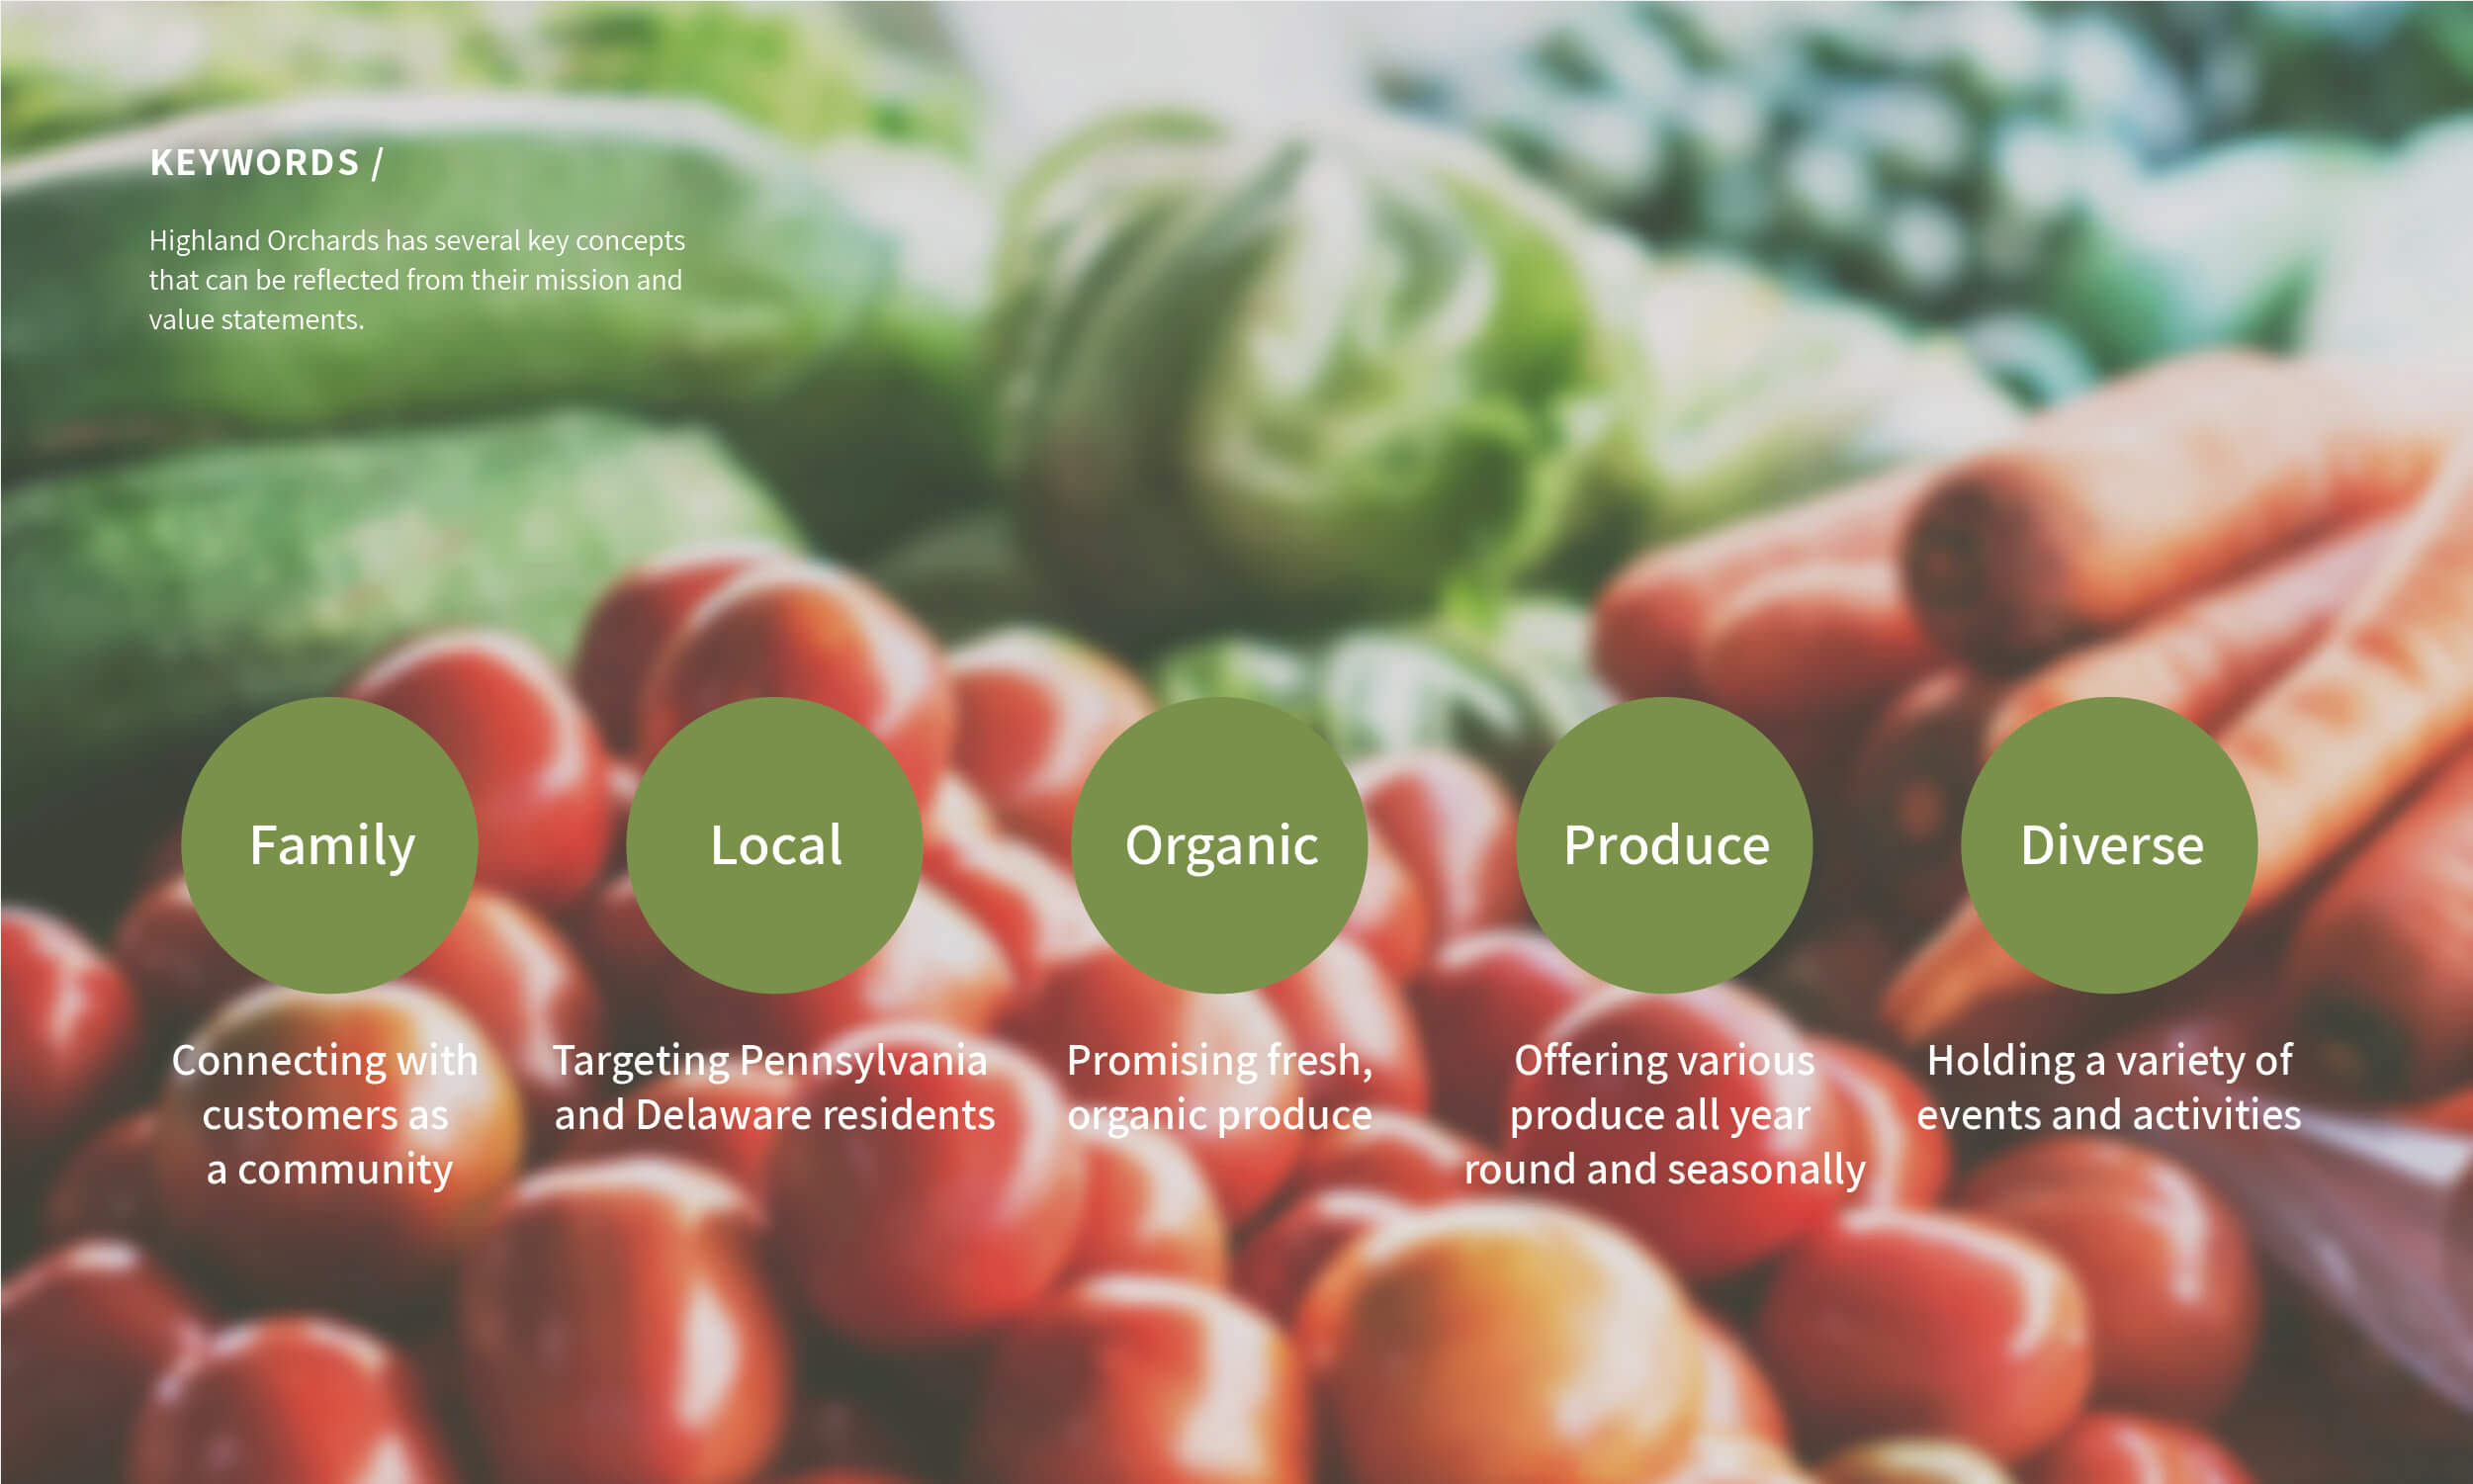 KEYWORDS /
Highland Orchards has several key concepts
that can be reflected from their mission and
value statements.
Family
Local
Organic
Produce
Diverse
Connecting with
customers as
a community
Targeting Pennsylvania
and Delaware residents
Promising fresh,
organic produce
Offering various
produce all year
round and seasonally
Holding a variety of
events and activities